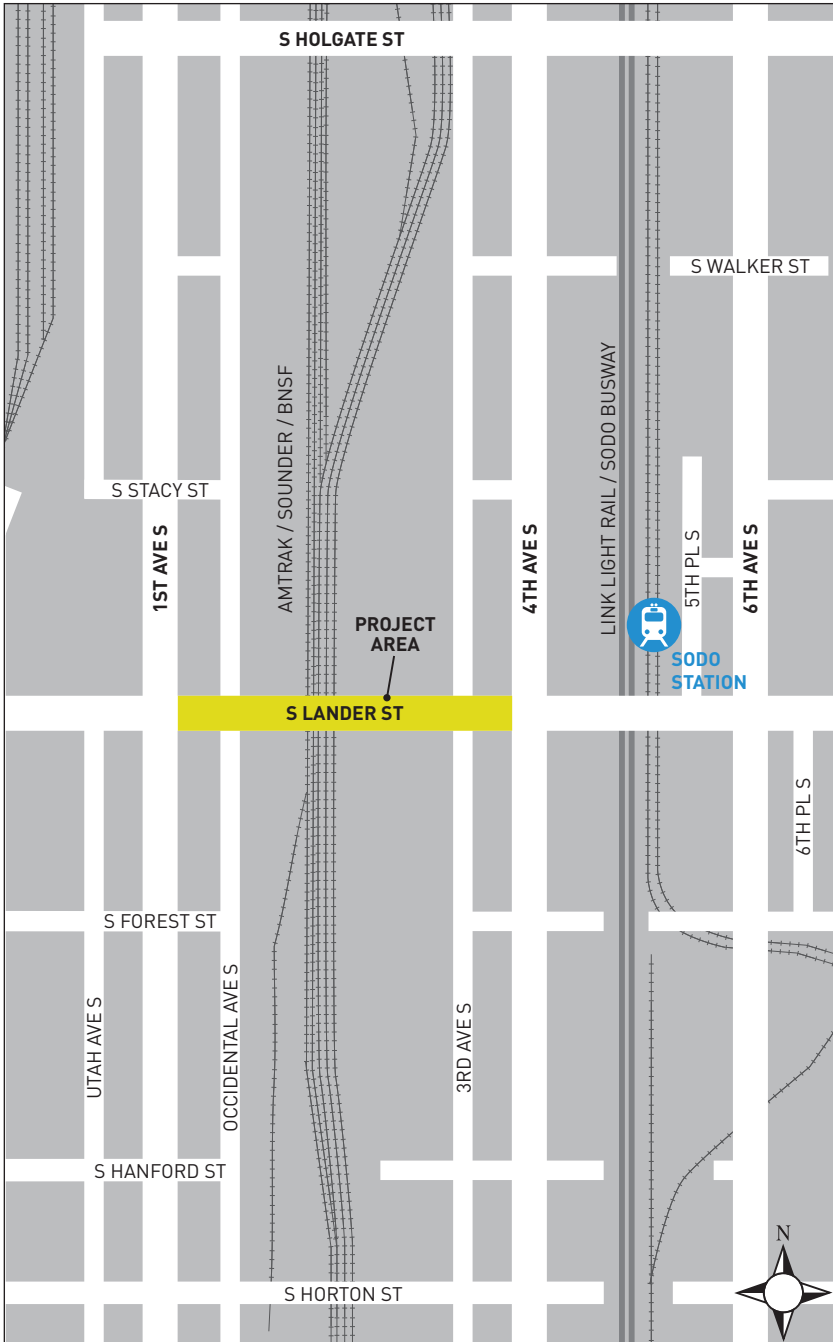 S HOLGATE ST
S WALKER ST
AMTRAK / SOUNDER / BNSF
LINK LIGHT RAIL / SODO BUSWAY
S STACY ST
1ST AVE S
4TH AVE S
5TH PL S
6TH AVE S
PROJECT
AREA
SODO
STATION
S LANDER ST
6TH PL S
S FOREST ST
UTAH AVE S
OCCIDENTAL AVE S
3RD AVE S
S HANFORD ST
N
S HORTON ST